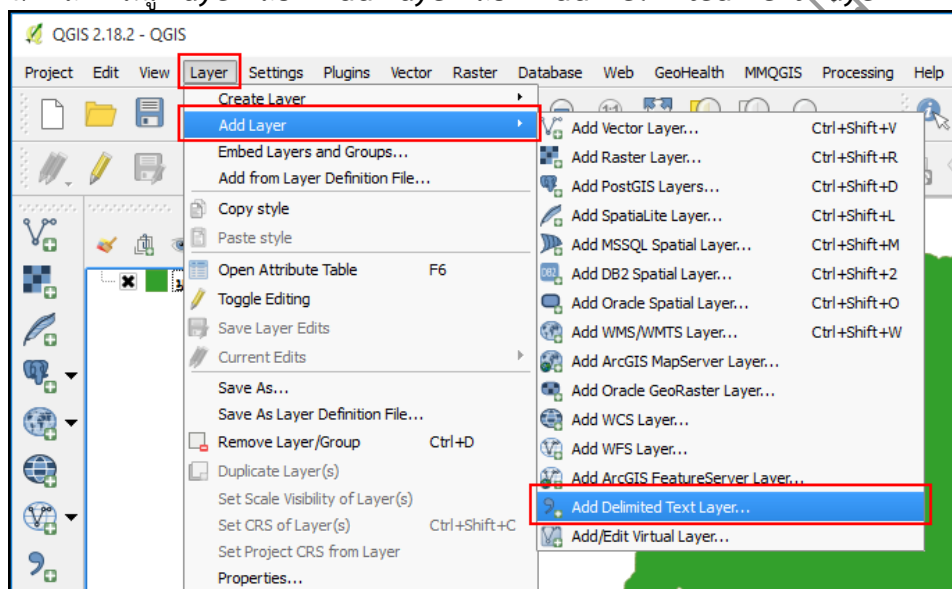 Layer Add Layer Add Delimited Text Layer
QGIS 2.18.2 - QGIS
Project Edit View Layer Settings Plugins Vector Raster Database Web GeoHealth MMQGIS Processing Help
Create Layer
Add Layer
Embed Layers and Groups...
Add from Layer Definition File...
Copy style
Paste style
Open Attribute Table F6
Toggle Editing
Save Layer Edits
Current Edits
Save As...
Save As Layer Definition File...
Remove Layer/Group Ctrl+D
Duplicate Layer(s)
Set Scale Visibility of Layer(s)
Set CRS of Layer(s) Ctrl+Shift+C
Set Project CRS from Layer
Properties...
Add Vector Layer... Ctrl+Shift+V
Add Raster Layer... Ctrl+Shift+R
Add PostGIS Layers... Ctrl+Shift+D
Add SpatiaLite Layer... Ctrl+Shift+L
Add MSSQL Spatial Layer... Ctrl+Shift+M
Add DB2 Spatial Layer... Ctrl+Shift+2
Add Oracle Spatial Layer... Ctrl+Shift+O
Add WMS/WMTS Layer... Ctrl+Shift+W
Add ArcGIS MapServer Layer...
Add Oracle GeoRaster Layer...
Add WCS Layer...
Add WFS Layer...
Add ArcGIS FeatureServer Layer...
Add Delimited Text Layer...
Add/Edit Virtual Layer...